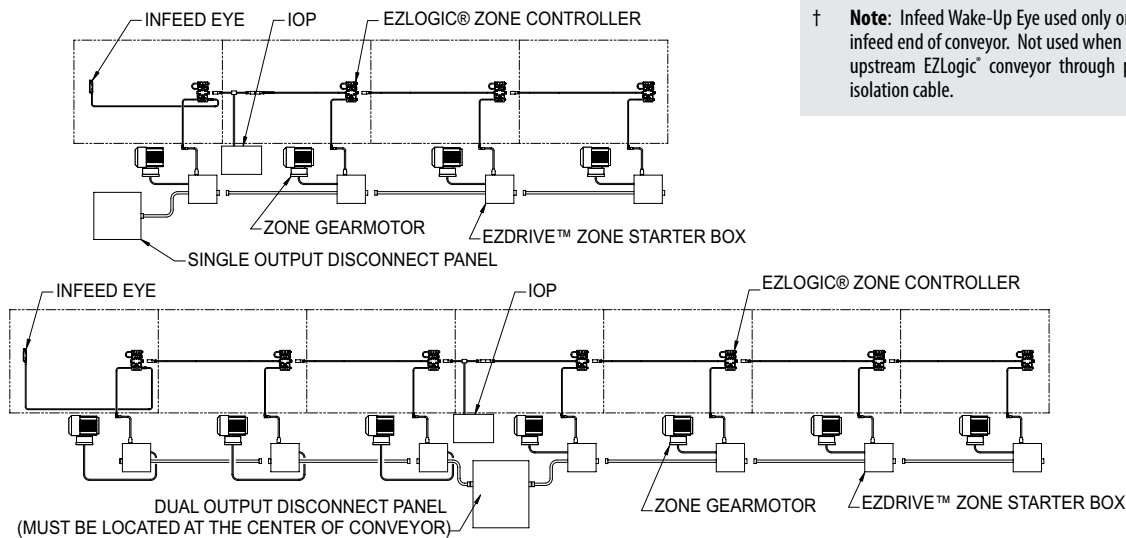 INFEED EYE
IOP
EZLOGIC® ZONE CONTROLLER
† Note: Infeed Wake-Up Eye used only
infeed end of conveyor. Not used when
upstream EZLogic® conveyor through
isolation cable.
ZONE GEARMOTOR
EZDRIVE™ ZONE STARTER BOX
SINGLE OUTPUT DISCONNECT PANEL
INFEED EYE
IOP
EZLOGIC® ZONE CONTROLLER
DUAL OUTPUT DISCONNECT PANEL
(MUST BE LOCATED AT THE CENTER OF CONVEYOR)
ZONE GEARMOTOR
EZDRIVE™ ZONE STARTER BOX